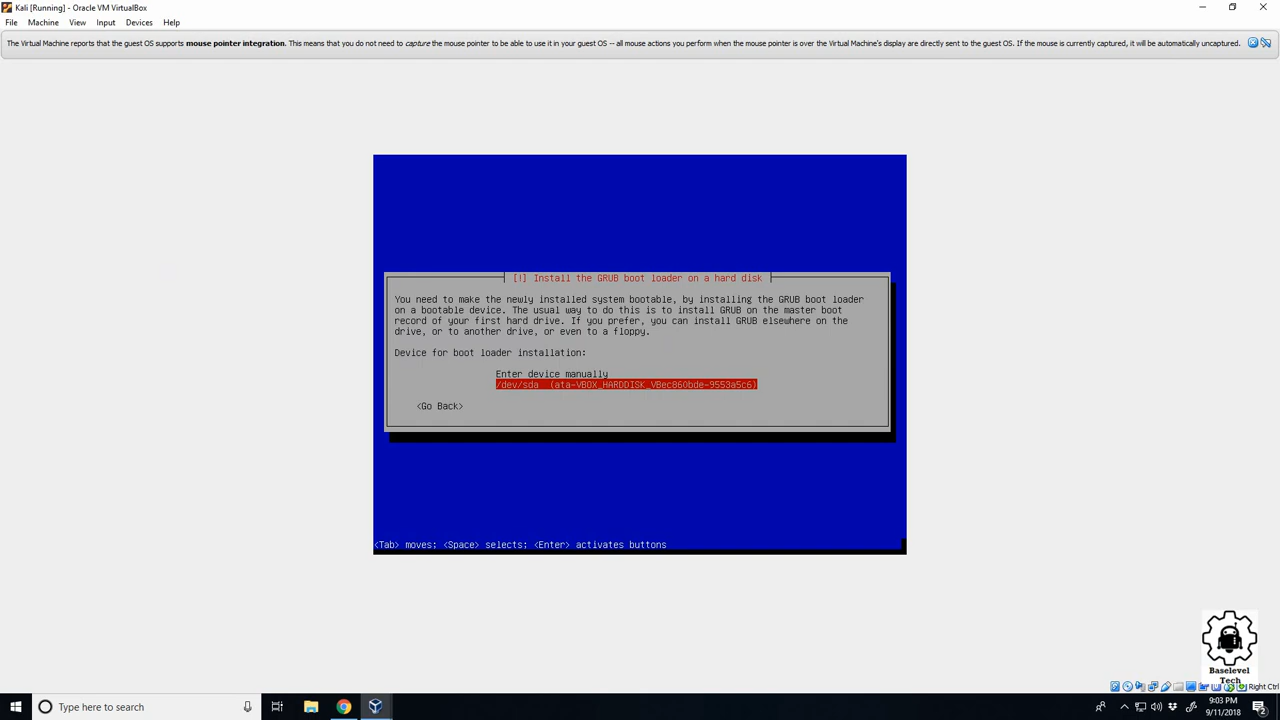 Kali [Running] - Oracle VM VirtualBox
File Machine View Input Devices Help
The Virtual Machine reports that the guest OS supports mouse pointer integration. This means that you do not need to capture the mouse pointer to be able to use it in your guest OS -- all mouse actions you perform when the mouse pointer is over the Virtual Machine's display are directly sent to the guest OS. If the mouse is currently captured, it will be automatically uncaptured.
[!] Install the GRUB boot loader on a hard disk
You need to make the newly installed system bootable, by installing the GRUB boot loader
on a bootable device. The usual way to do this is to install GRUB on the master boot
record of your first hard drive. If you prefer, you can install GRUB elsewhere on the
drive, or to another drive, or even to a floppy.
Device for boot loader installation:
Enter device manually
/dev/sda (ata-VBOX_HARDDISK_VBec860bde-9553a5c6)
<Go Back>
<Tab> moves; <Space> selects; <Enter> activates buttons
Baselevel
Tech
Right Ctrl
Type here to search
9:03 PM
9/11/2018
2